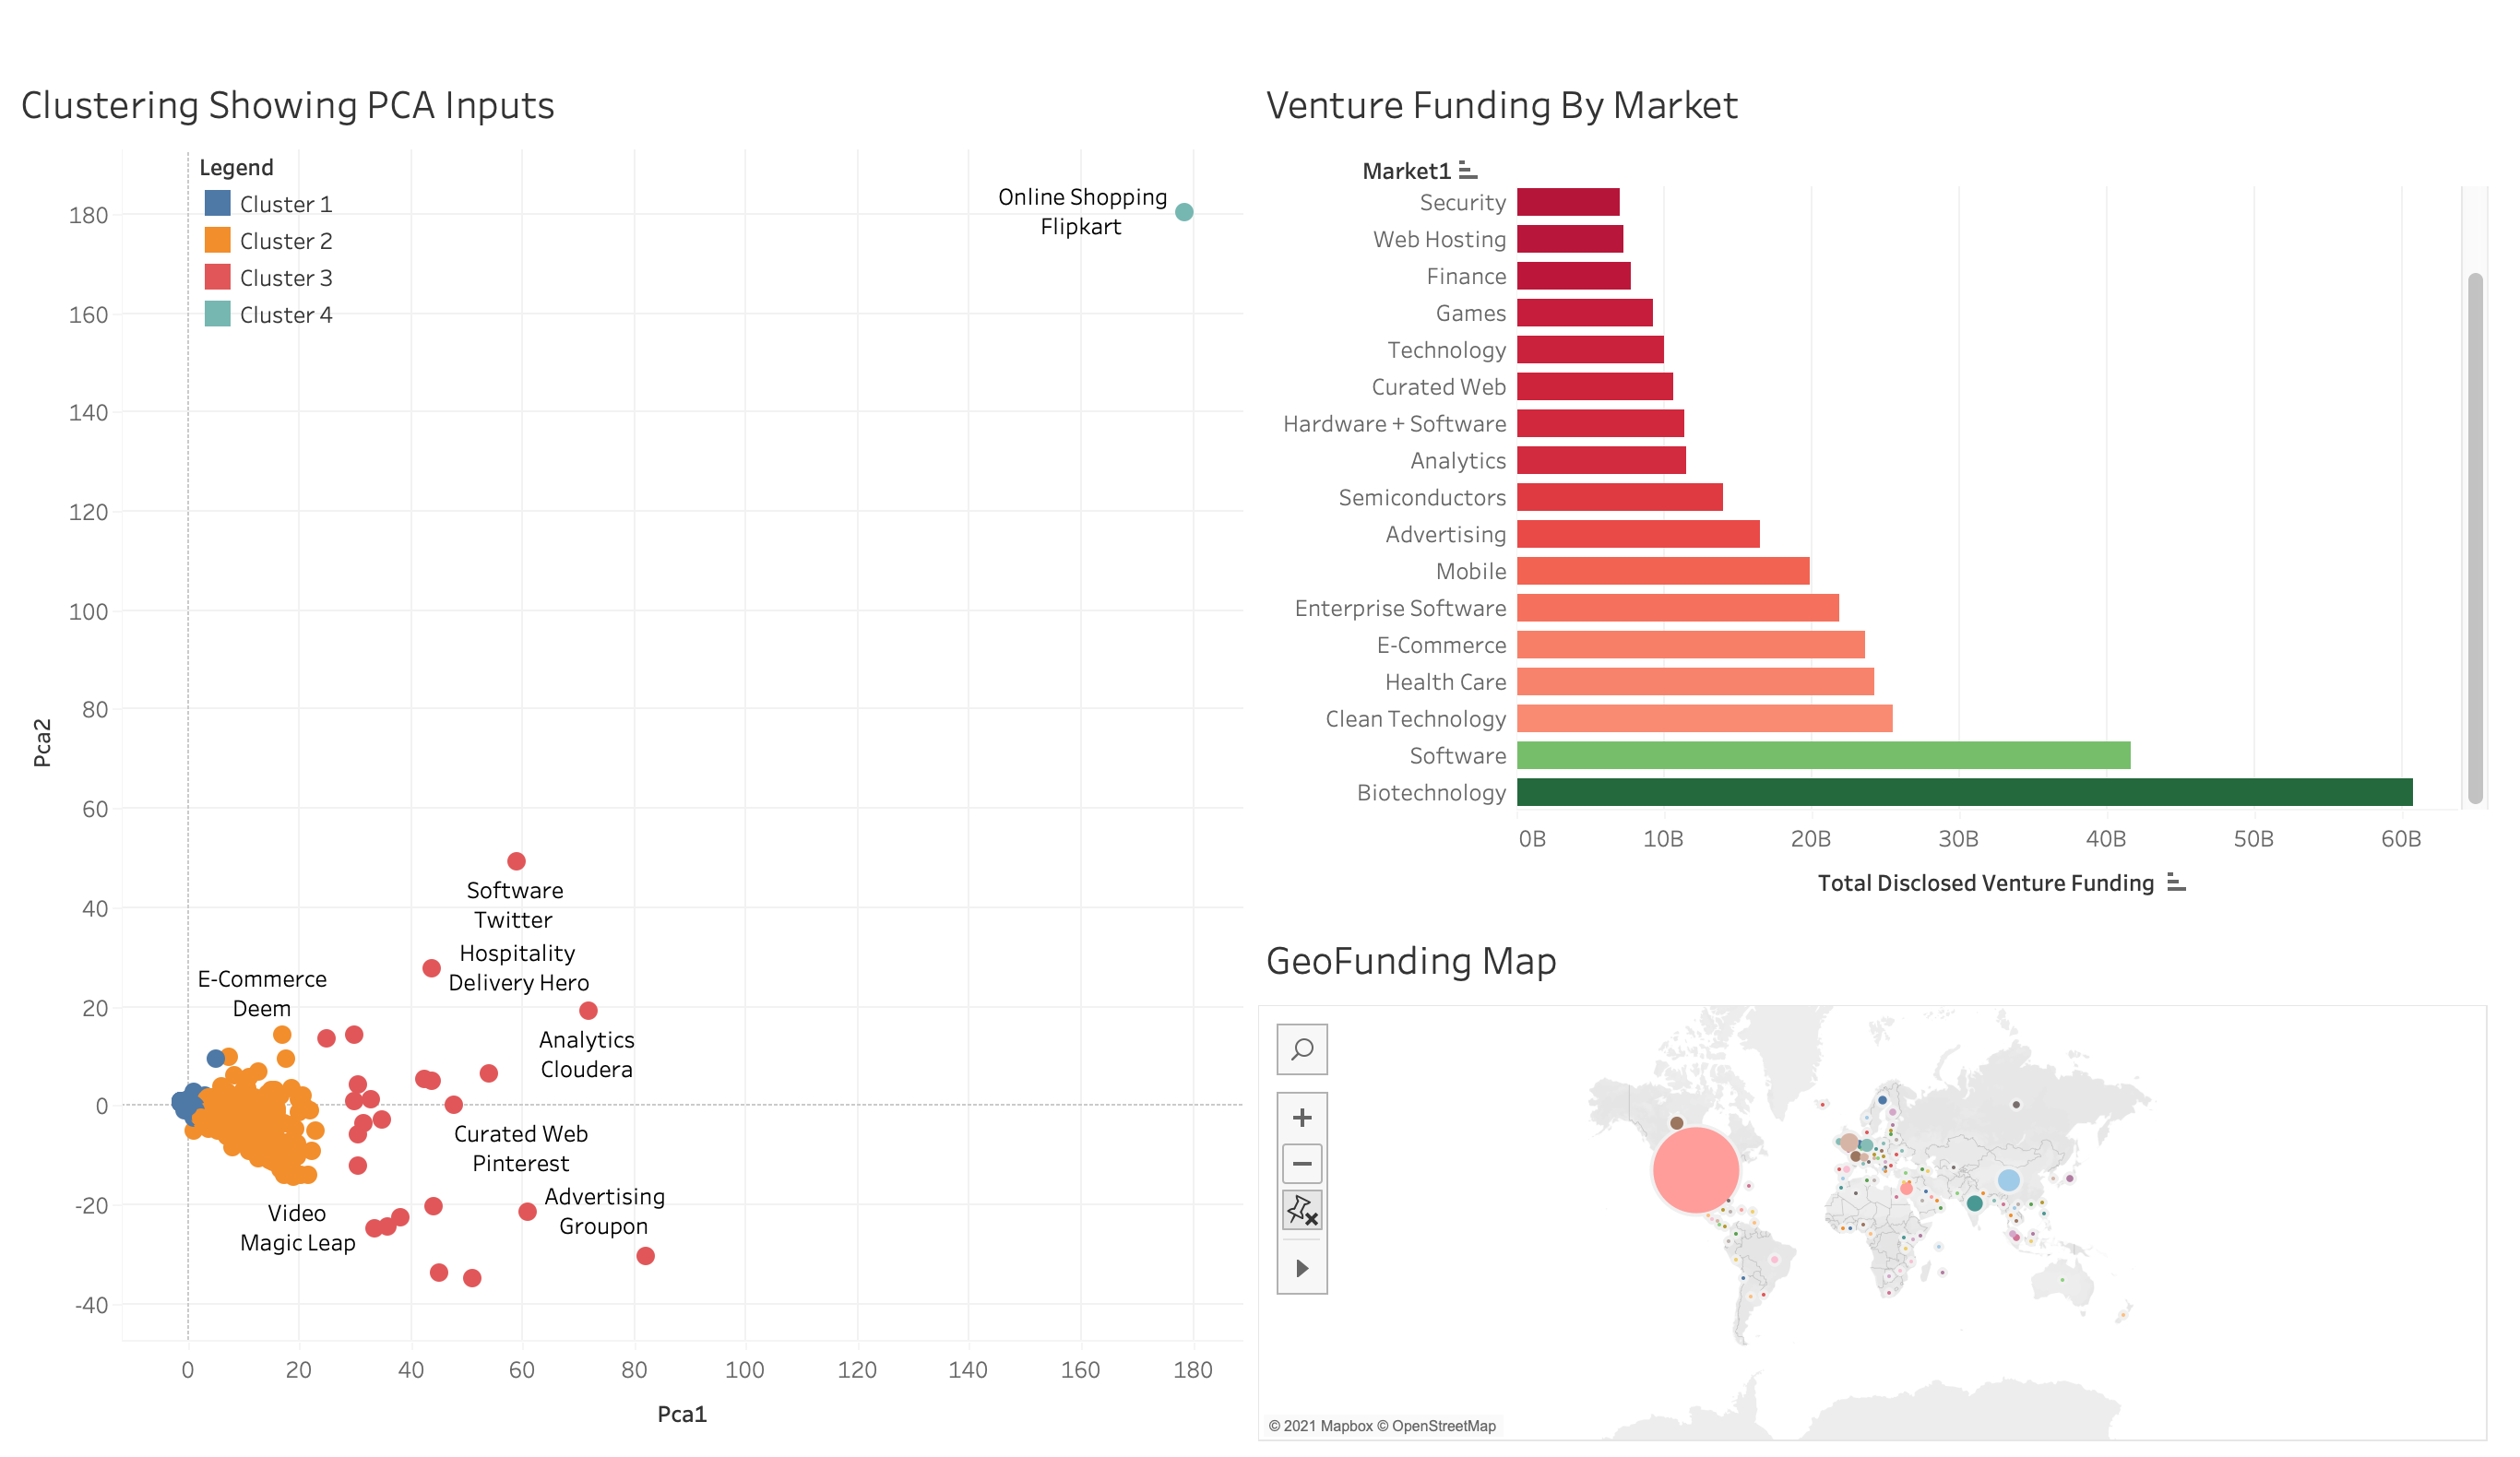 Clustering Showing PCA Inputs
Legend
Cluster 1
Cluster 2
Cluster 3
Cluster 4
180
160
140
120
100
80
60
40
20
0
-20
-40
Pca2
Online Shopping
Flipkart
Software
Twitter
Hospitality
Delivery Hero
E-Commerce
Deem
Analytics
Cloudera
Curated Web
Pinterest
Advertising
Groupon
Video
Magic Leap
0 20 40 60 80 100 120 140 160 180
Pca1
Venture Funding By Market
Market1
Security
Web Hosting
Finance
Games
Technology
Curated Web
Hardware + Software
Analytics
Semiconductors
Advertising
Mobile
Enterprise Software
E-Commerce
Health Care
Clean Technology
Software
Biotechnology
0B 10B 20B 30B 40B 50B 60B
Total Disclosed Venture Funding
GeoFunding Map
© 2021 Mapbox © OpenStreetMap